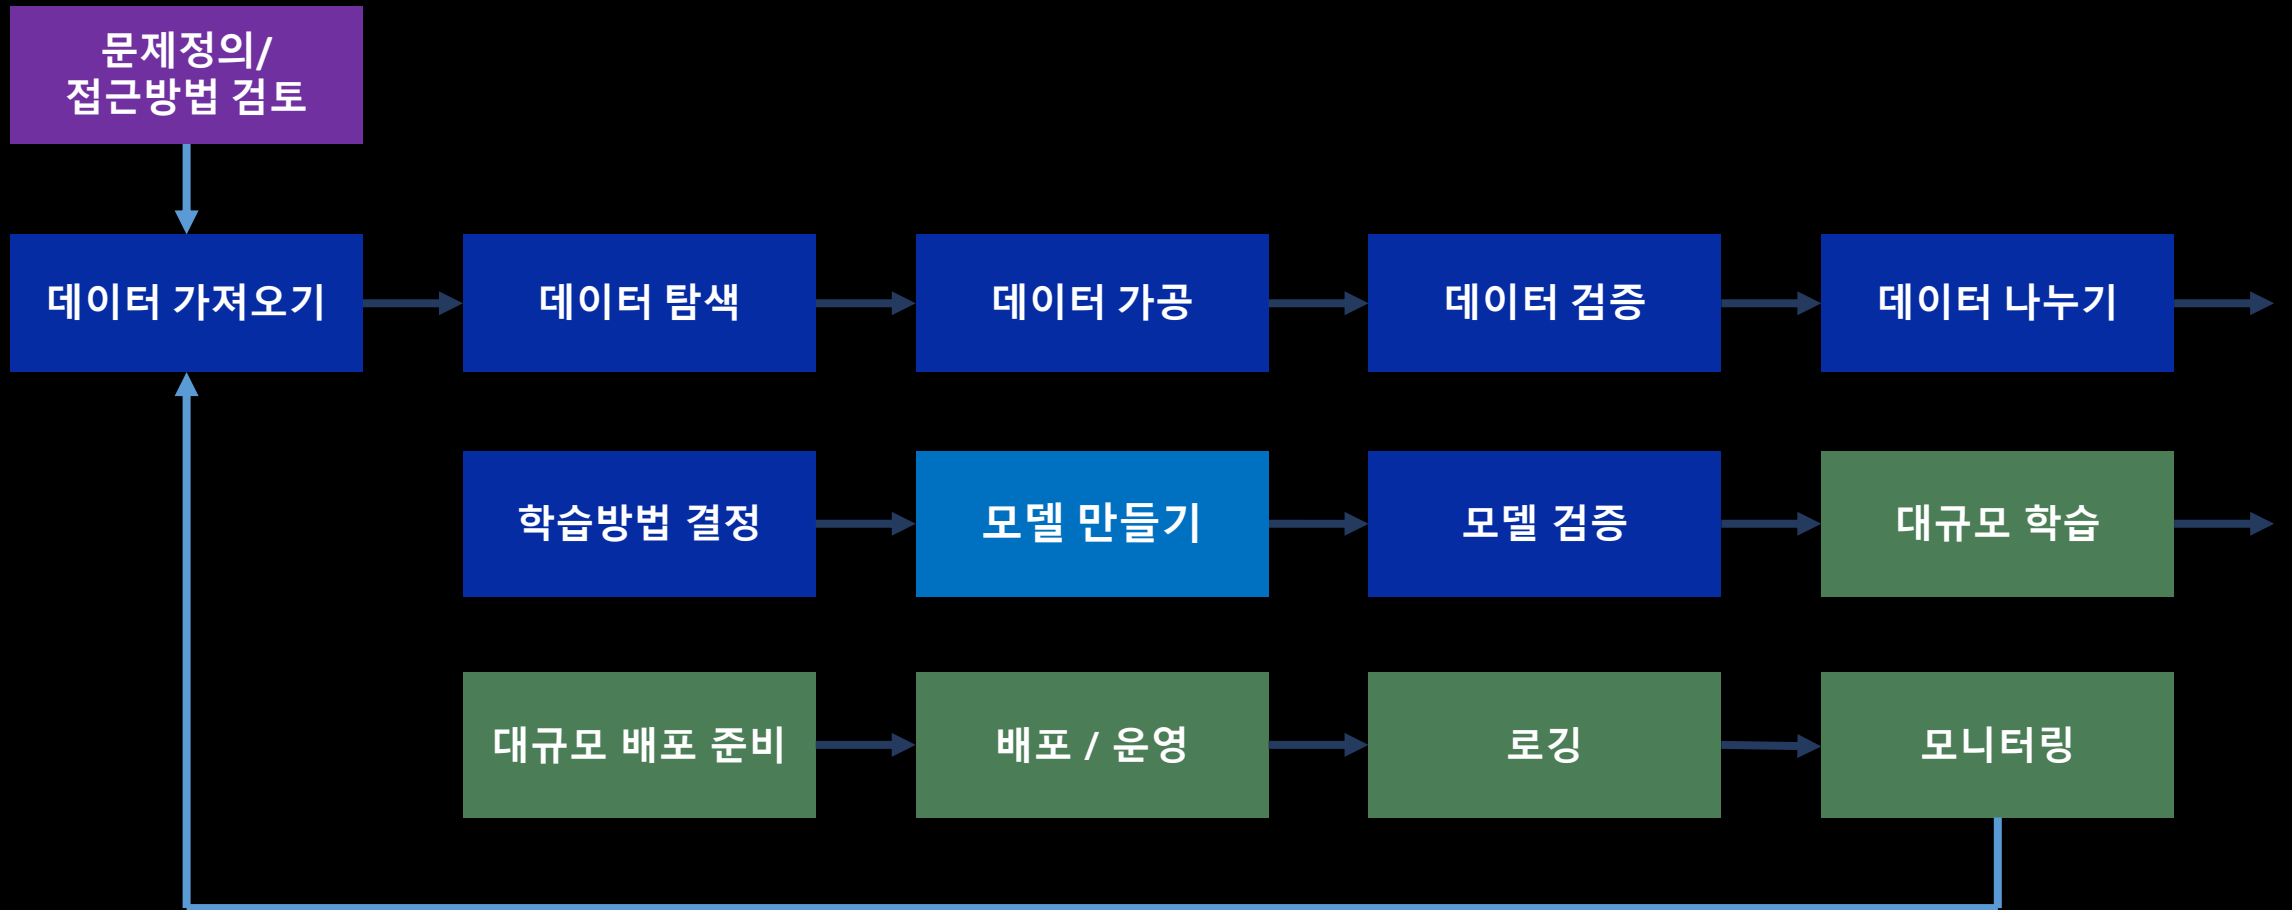 문제정의/
접근방법 검토
데이터 가져오기
데이터 탐색
데이터 가공
데이터 검증
데이터 나누기
학습방법 결정
모델 만들기
모델 검증
대규모 학습
대규모 배포 준비
배포 / 운영
로깅
모니터링